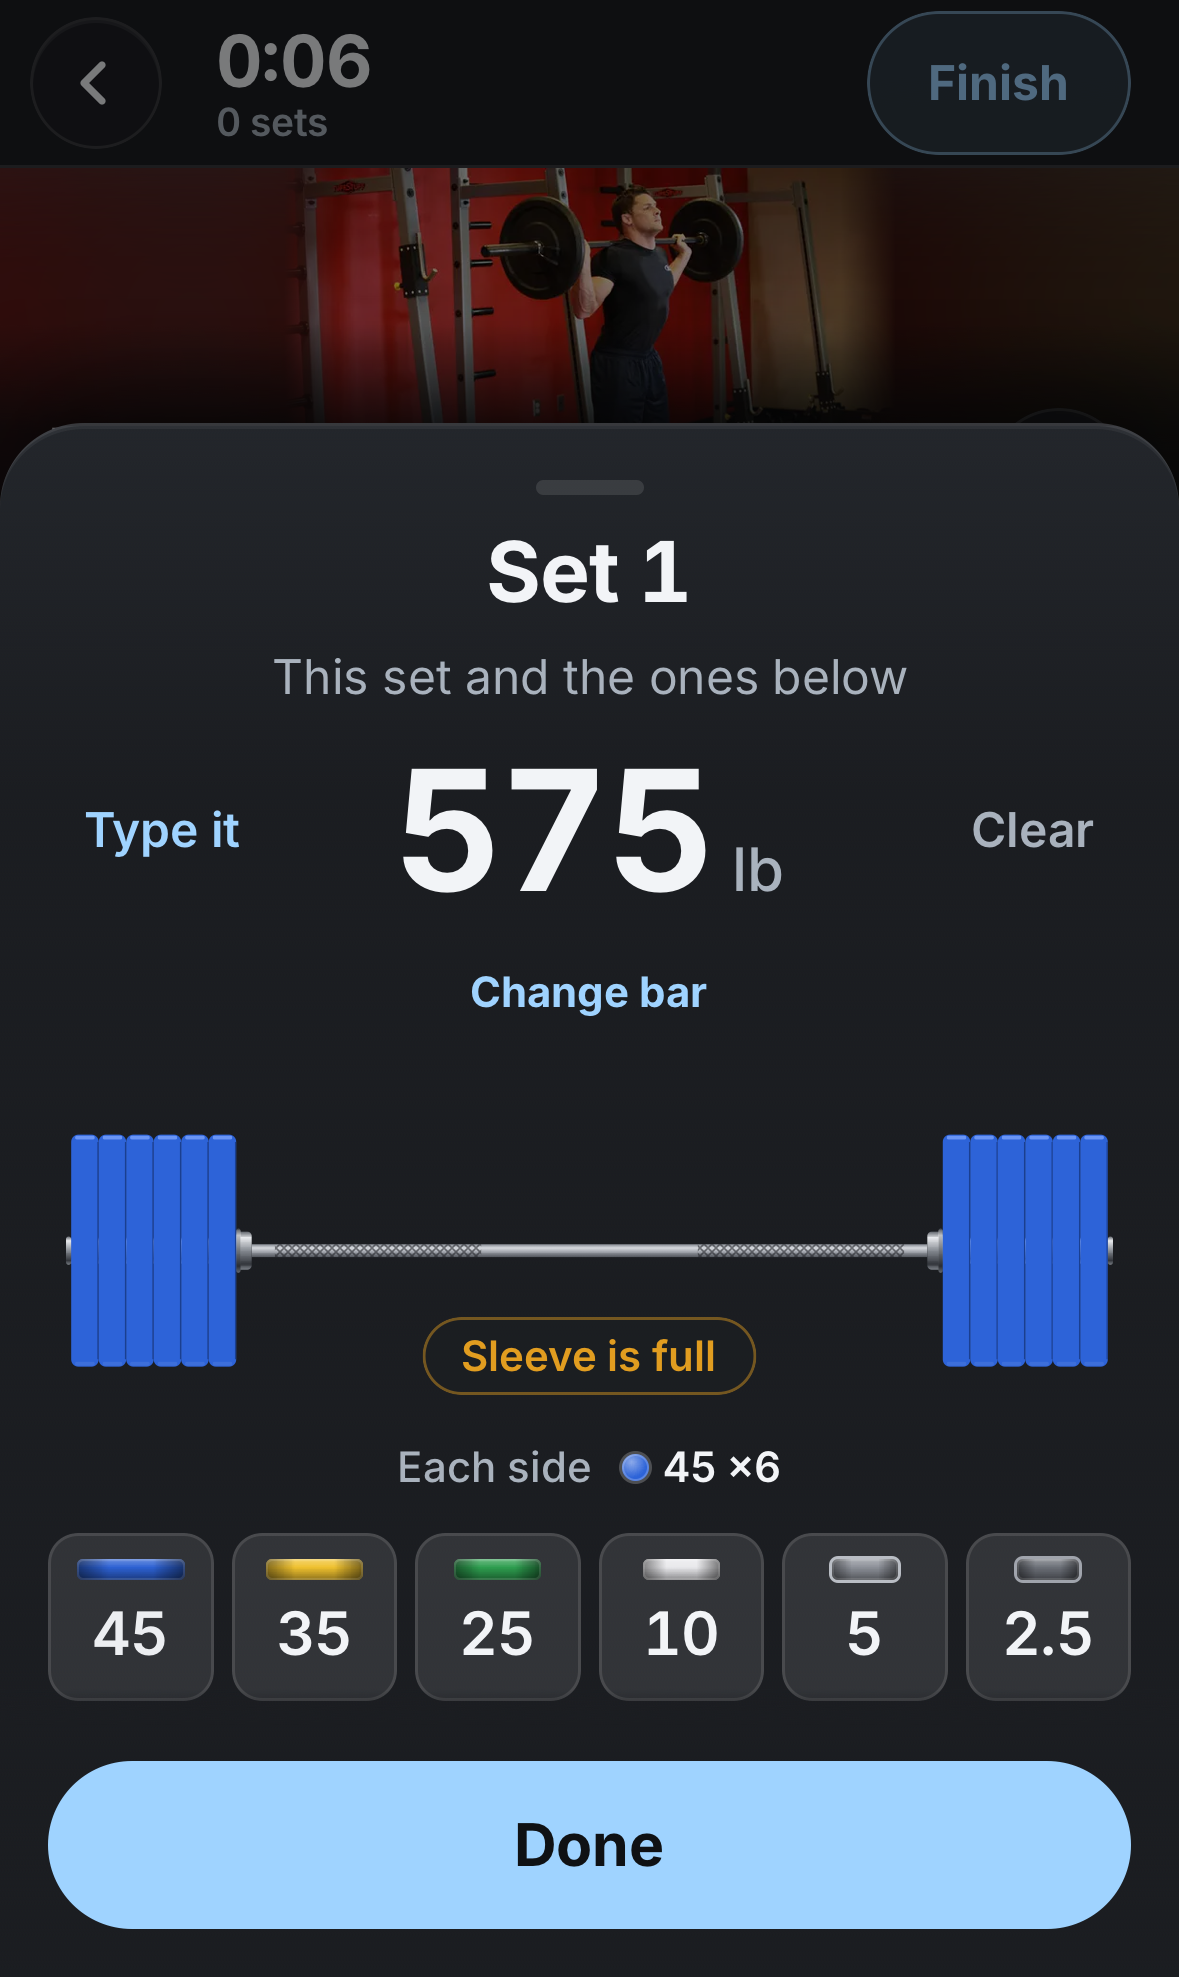 0:06
0 sets
Finish
Set 1
This set and the ones below
Type it
575 lb
Clear
Change bar
Sleeve is full
Each side 45 ×6
45
35
25
10
5
2.5
Done